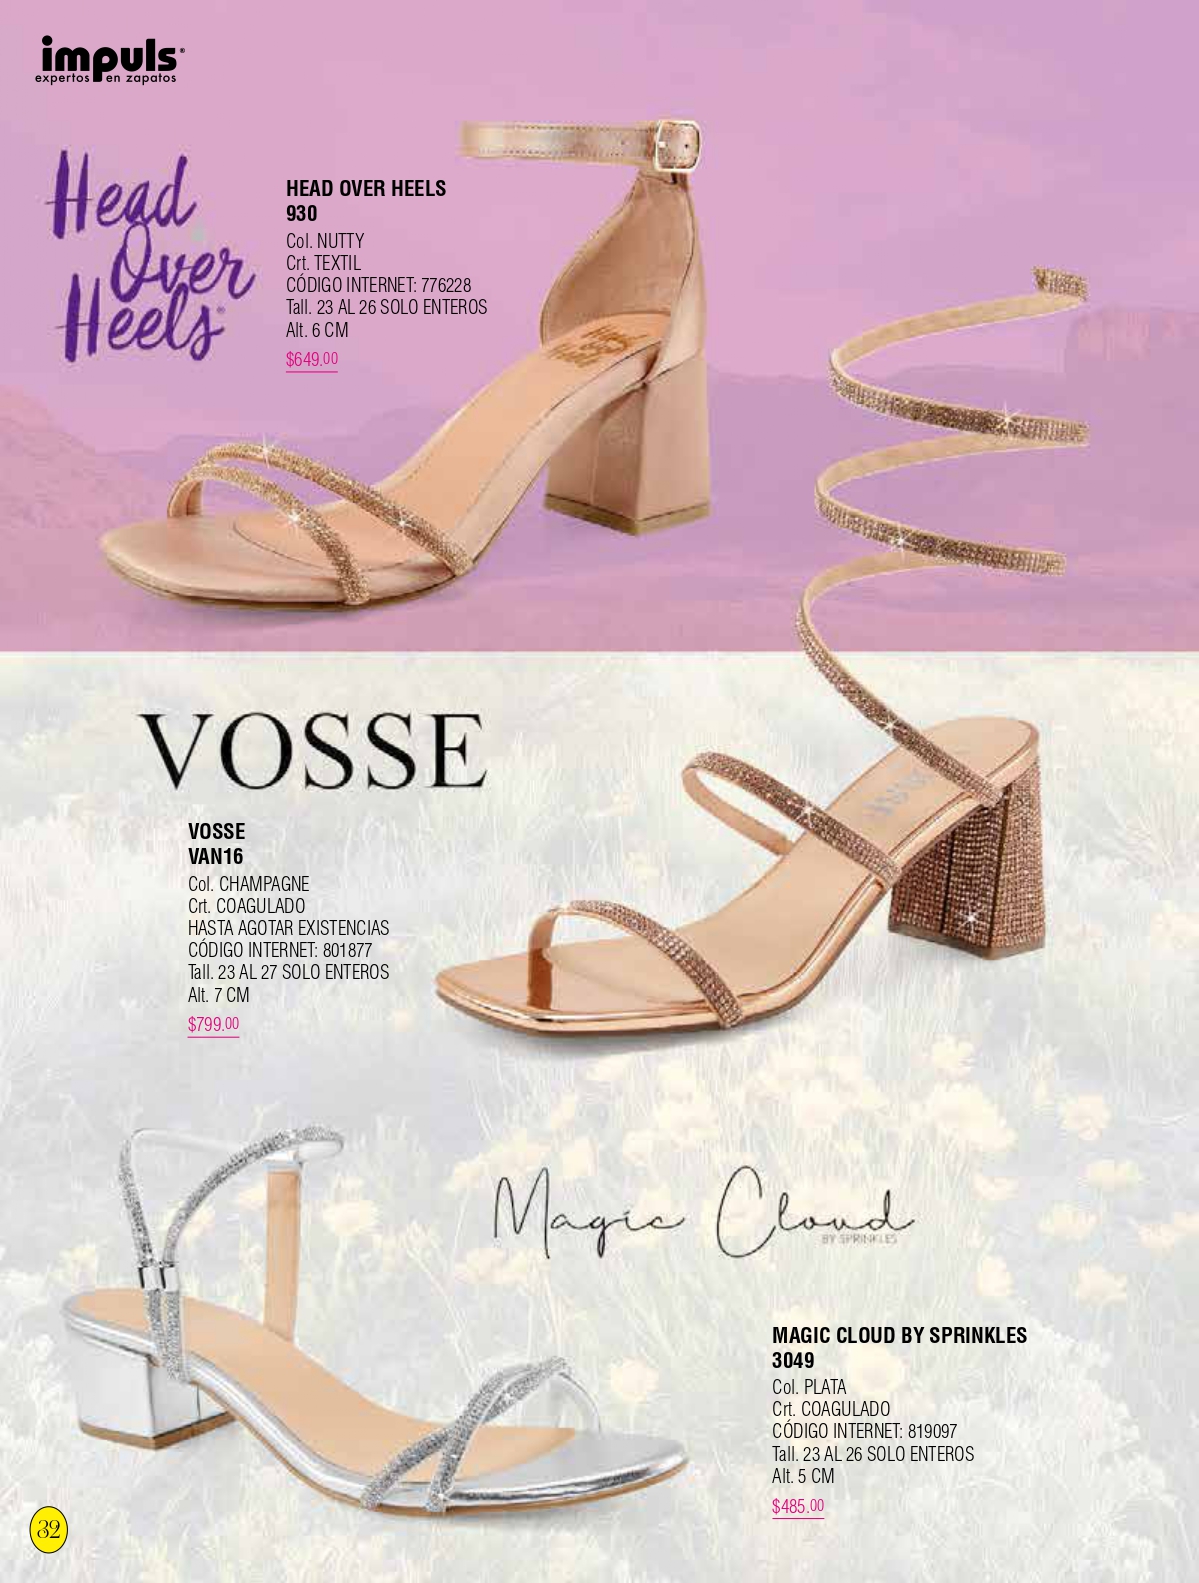 impuls®
expertos en zapatos
Head
Over
Heels®
HEAD OVER HEELS
930
Col. NUTTY
Crt. TEXTIL
CÓDIGO INTERNET: 776228
Tall. 23 AL 26 SOLO ENTEROS
Alt. 6 CM
$649.00
VOSSE
VOSSE
VAN16
Col. CHAMPAGNE
Crt. COAGULADO
HASTA AGOTAR EXISTENCIAS
CÓDIGO INTERNET: 801877
Tall. 23 AL 27 SOLO ENTEROS
Alt. 7 CM
$799.00
Magic Cloud
BY SPRINKLES
MAGIC CLOUD BY SPRINKLES
3049
Col. PLATA
Crt. COAGULADO
CÓDIGO INTERNET: 819097
Tall. 23 AL 26 SOLO ENTEROS
Alt. 5 CM
$485.00
32